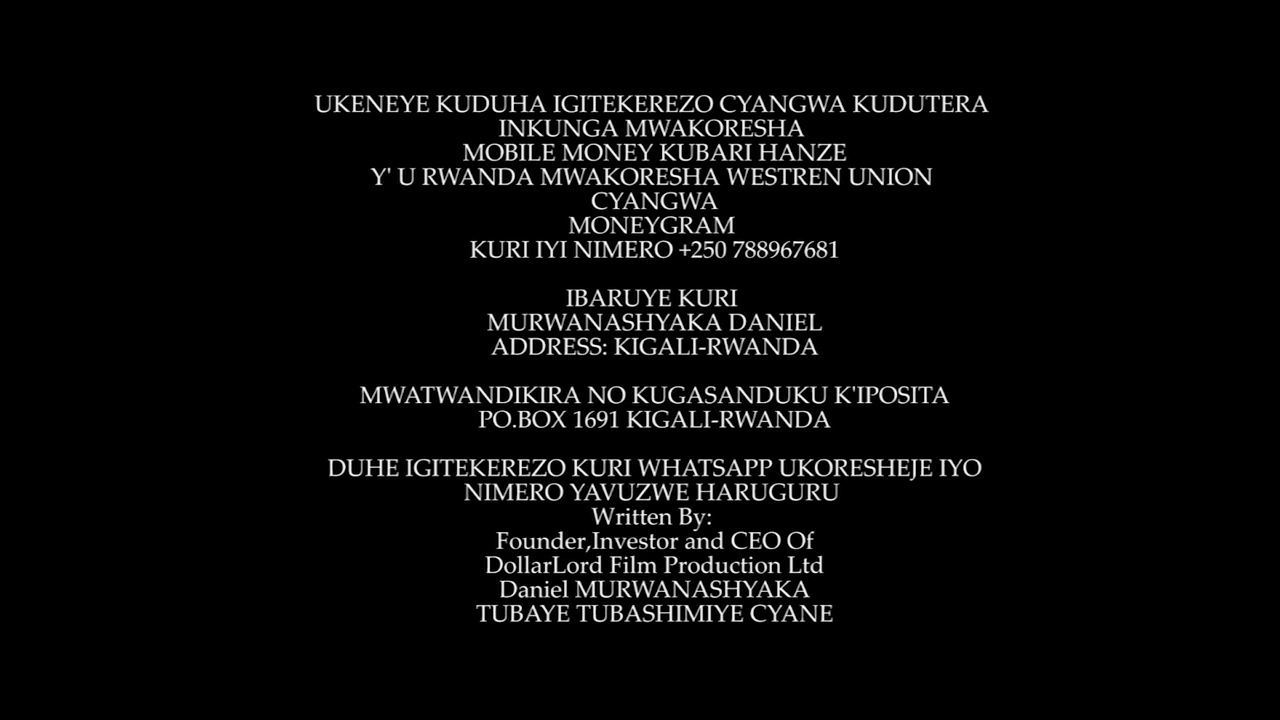 UKENEYE KUDUHA IGITEKEREZO CYANGWA KUDUTERA
INKUNGA MWAKORESHA
MOBILE MONEY KUBARI HANZE
Y' U RWANDA MWAKORESHA WESTREN UNION
CYANGWA
MONEYGRAM
KURI IYI NIMERO +250 788967681
IBARUYE KURI
MURWANASHYAKA DANIEL
ADDRESS: KIGALI-RWANDA
MWATWANDIKIRA NO KUGASANDUKU K'IPOSITA
PO.BOX 1691 KIGALI-RWANDA
DUHE IGITEKEREZO KURI WHATSAPP UKORESHEJE IYO
NIMERO YAVUZWE HARUGURU
Written By:
Founder,Investor and CEO Of
DollarLord Film Production Ltd
Daniel MURWANASHYAKA
TUBAYE TUBASHIMIYE CYANE